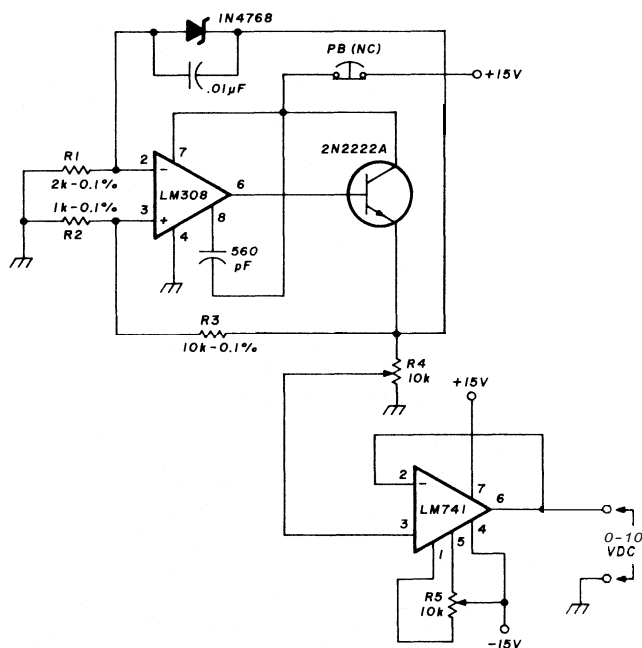 1N4768
.01µF
PB (NC)
+15V
2N2222A
R1
2k-0.1%
1k-0.1%
R2
2
3
7
6
8
4
−
+
LM308
560
pF
R3
10k-0.1%
R4
10k
+15V
2
3
−
LM741
7
6
4
5
1
R5
10k
-15V
0-10
VDC